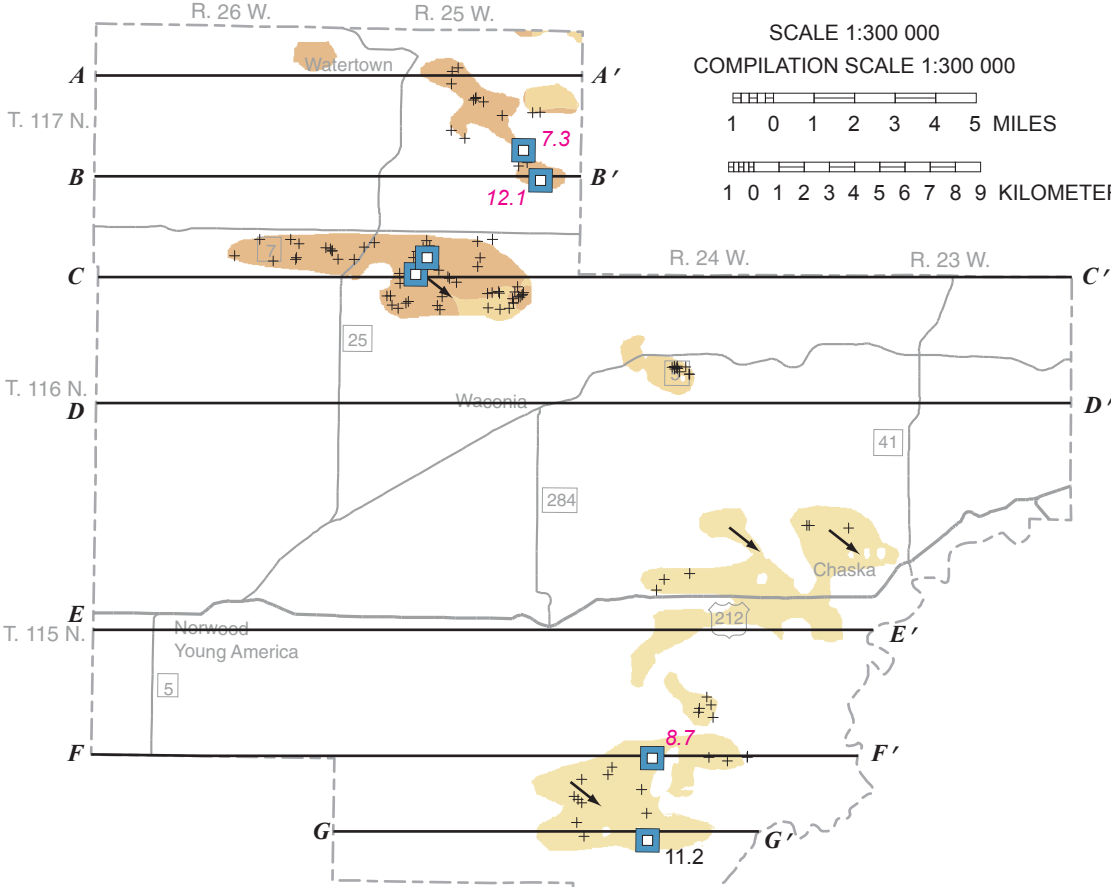 R. 26 W.
R. 25 W.
SCALE 1:300 000
COMPILATION SCALE 1:300 000
Watertown
A
A′
1 0 1 2 3 4 5 MILES
T. 117 N.
7.3
1 0 1 2 3 4 5 6 7 8 9 KILOMETER
B
B′
12.1
7
R. 24 W.
R. 23 W.
C
C′
25
5
T. 116 N.
Waconia
D
D′
41
284
Chaska
E
212
T. 115 N.
Norwood
Young America
E′
5
8.7
F
F′
G
G′
11.2